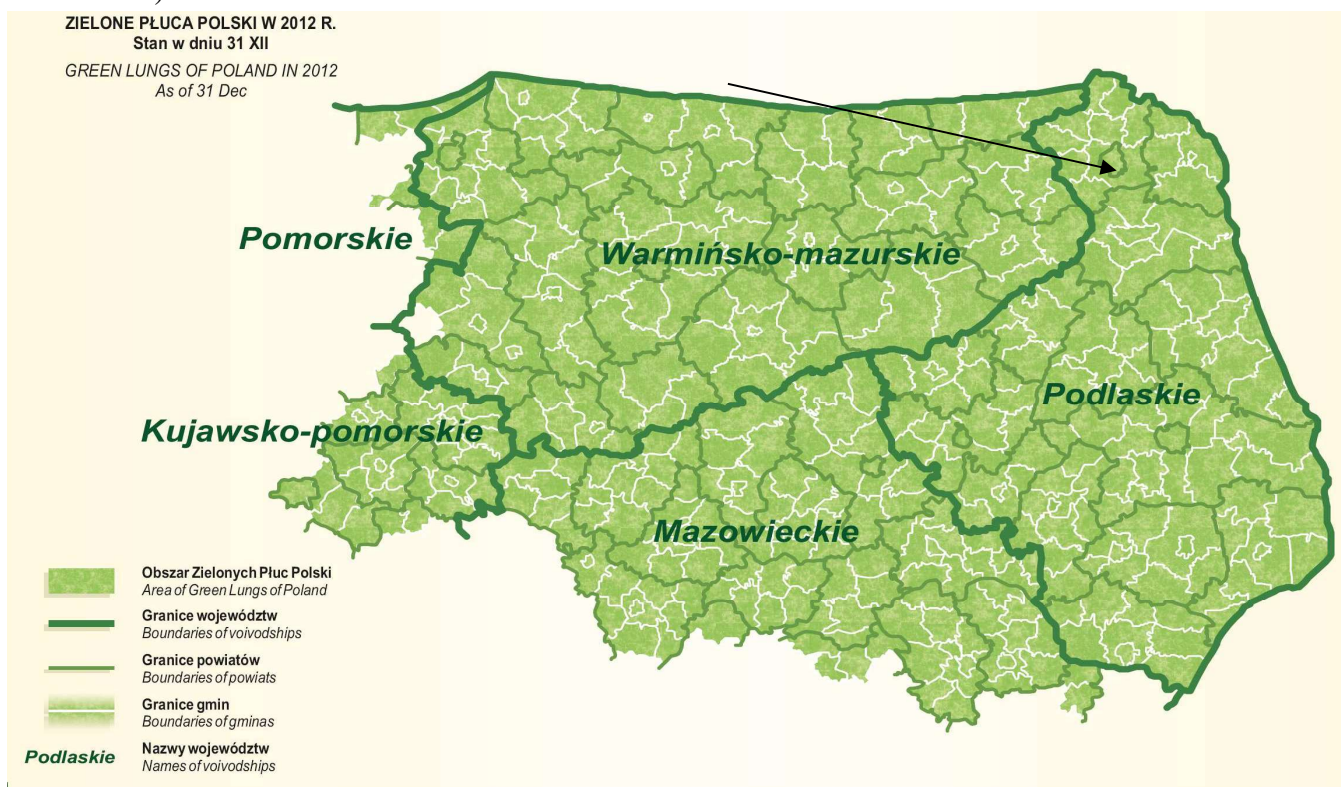 ZIELONE PŁUCA POLSKI W 2012 R.
Stan w dniu 31 XII
GREEN LUNGS OF POLAND IN 2012
As of 31 Dec
Pomorskie
Warmińsko-mazurskie
Podlaskie
Kujawsko-pomorskie
Mazowieckie
Obszar Zielonych Płuc Polski
Area of Green Lungs of Poland
Granice województw
Boundaries of voivodships
Granice powiatów
Boundaries of powiats
Granice gmin
Boundaries of gminas
Podlaskie
Nazwy województw
Names of voivodships